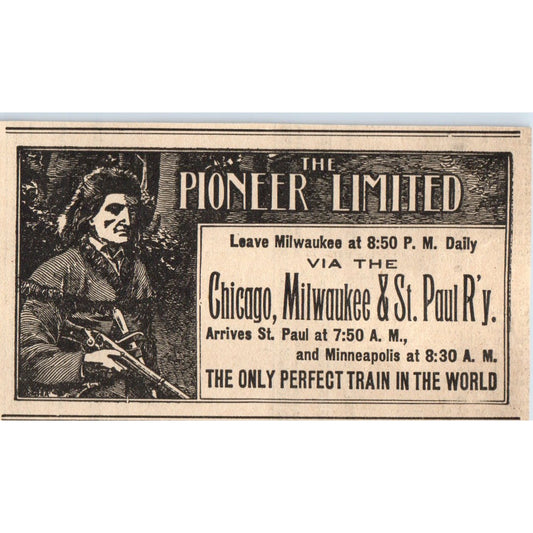 THE
PIONEER LIMITED
Leave Milwaukee at 8:50 P. M. Daily
VIA THE
Chicago, Milwaukee & St. Paul R'y.
Arrives St. Paul at 7:50 A. M.,
and Minneapolis at 8:30 A. M.
THE ONLY PERFECT TRAIN IN THE WORLD